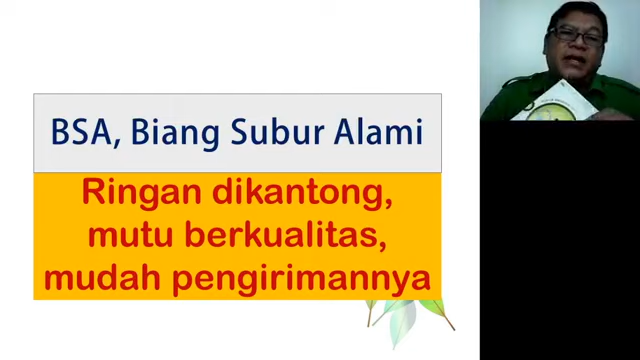 BSA, Biang Subur Alami
Ringan dikantong,
mutu berkualitas,
mudah pengirimannya